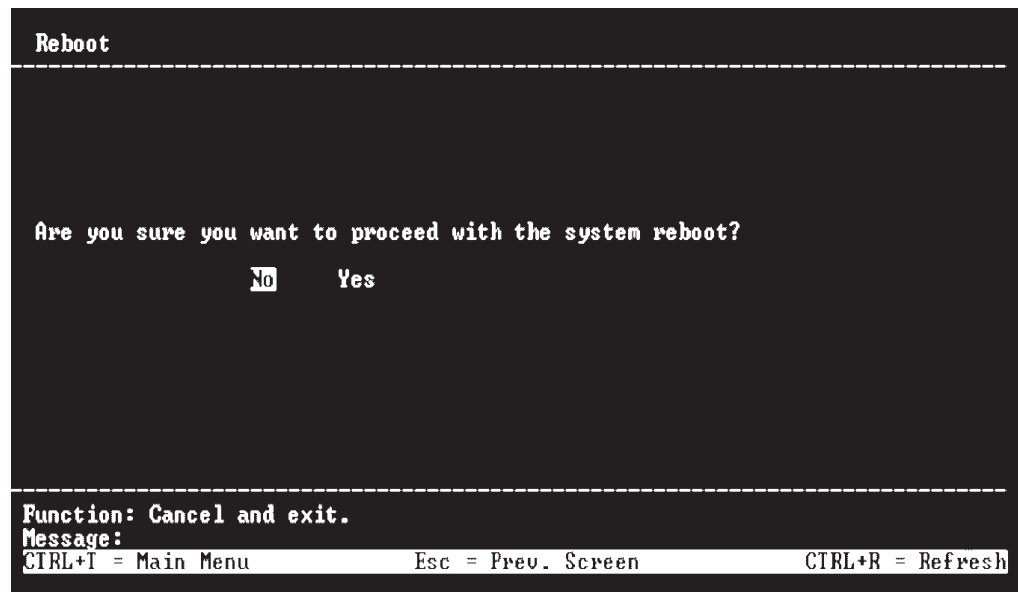 Reboot
Are you sure you want to proceed with the system reboot?
No Yes
Function: Cancel and exit.
Message:
CTRL+T = Main Menu Esc = Prev. Screen CTRL+R = Refresh